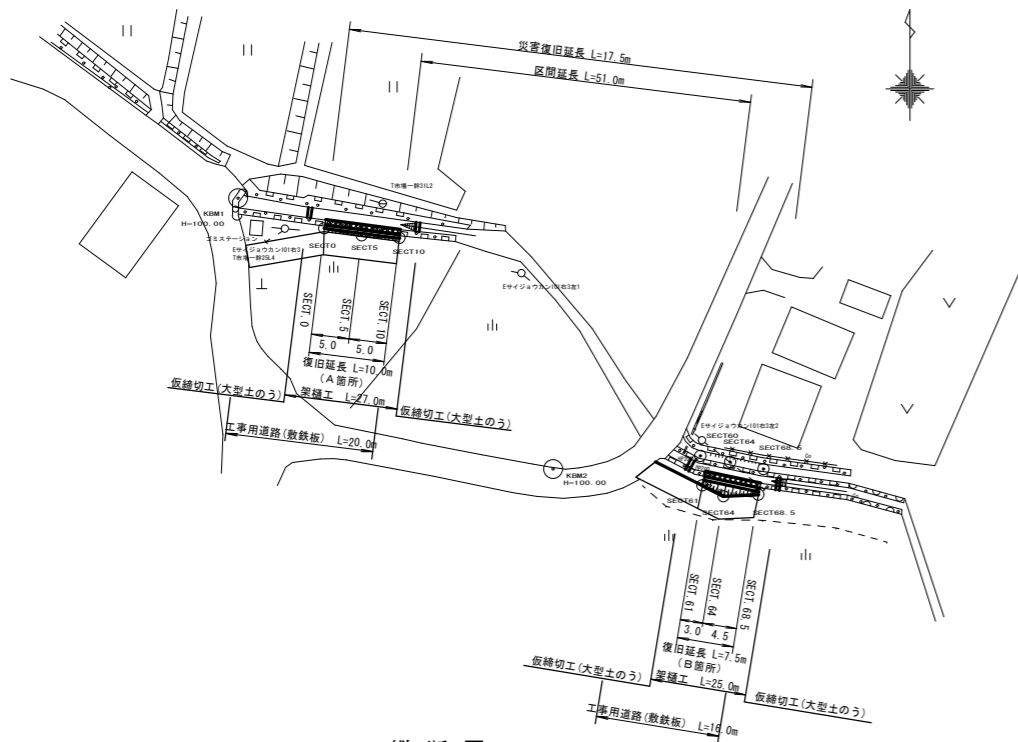 災害復旧延長 L=17.5m
区間延長 L=51.0m
T市場一幹31L2
KBM1
H=100.00
ゴミステーション
Eサイジョウカン101右3
T市場一幹25L4
SECT0
SECT5
SECT10
Eサイジョウカン101右3左1
SECT.0
SECT.5
SECT.10
5.0
5.0
復旧延長 L=10.0m
(A箇所)
仮締切工(大型土のう)
架樋工 L=27.0m
仮締切工(大型土のう)
工事用道路(敷鉄板) L=20.0m
KBM2
H=100.00
Eサイジョウカン101右3左2
SECT60
SECT64
SECT68.5
Co
SECT61
SECT64
SECT68.5
SECT.61
SECT.64
SECT.68.5
3.0
4.5
復旧延長 L=7.5m
(B箇所)
仮締切工(大型土のう)
架樋工 L=25.0m
仮締切工(大型土のう)
工事用道路(敷鉄板) L=16.0m